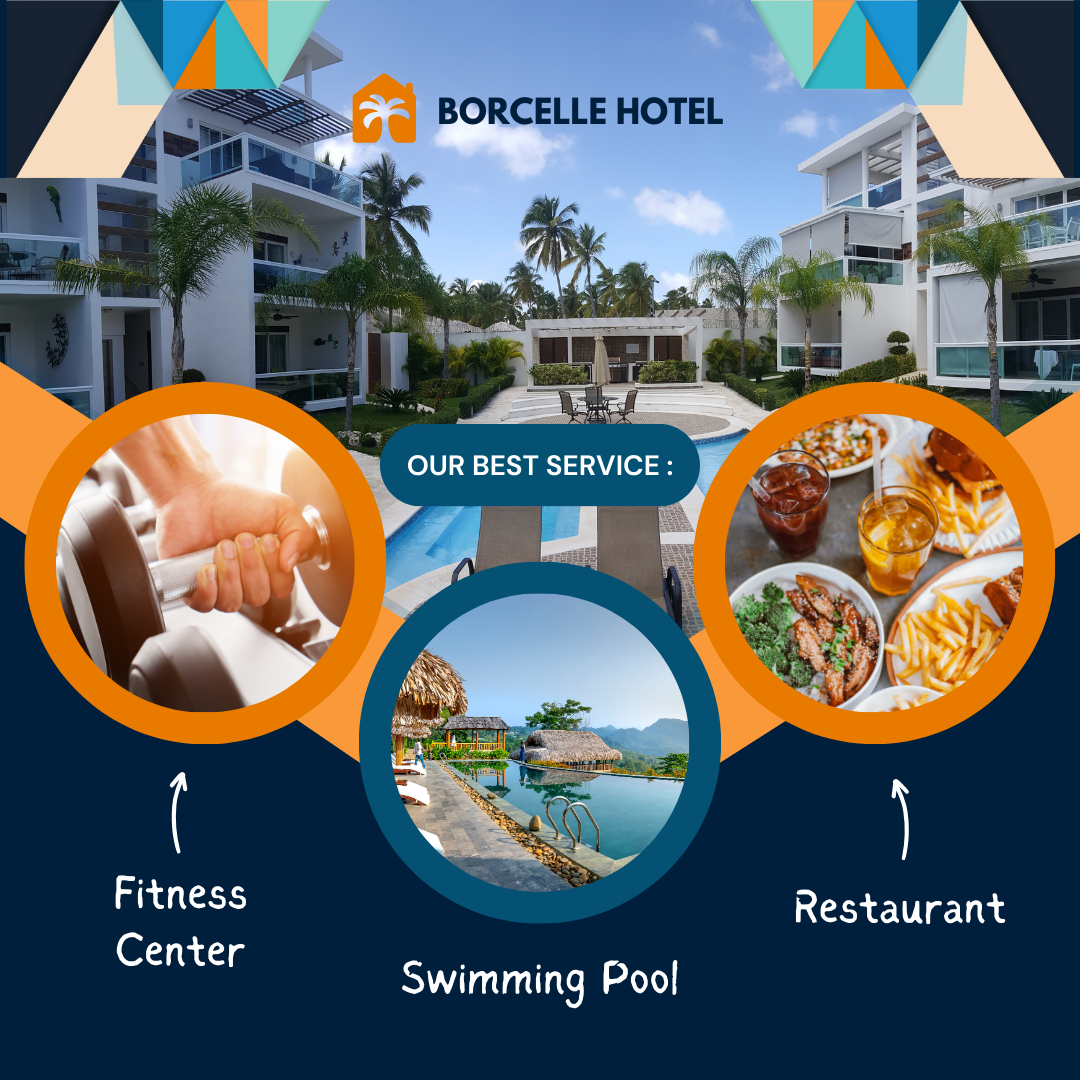 BORCELLE HOTEL
OUR BEST SERVICE :
Fitness
Center
Swimming Pool
Restaurant